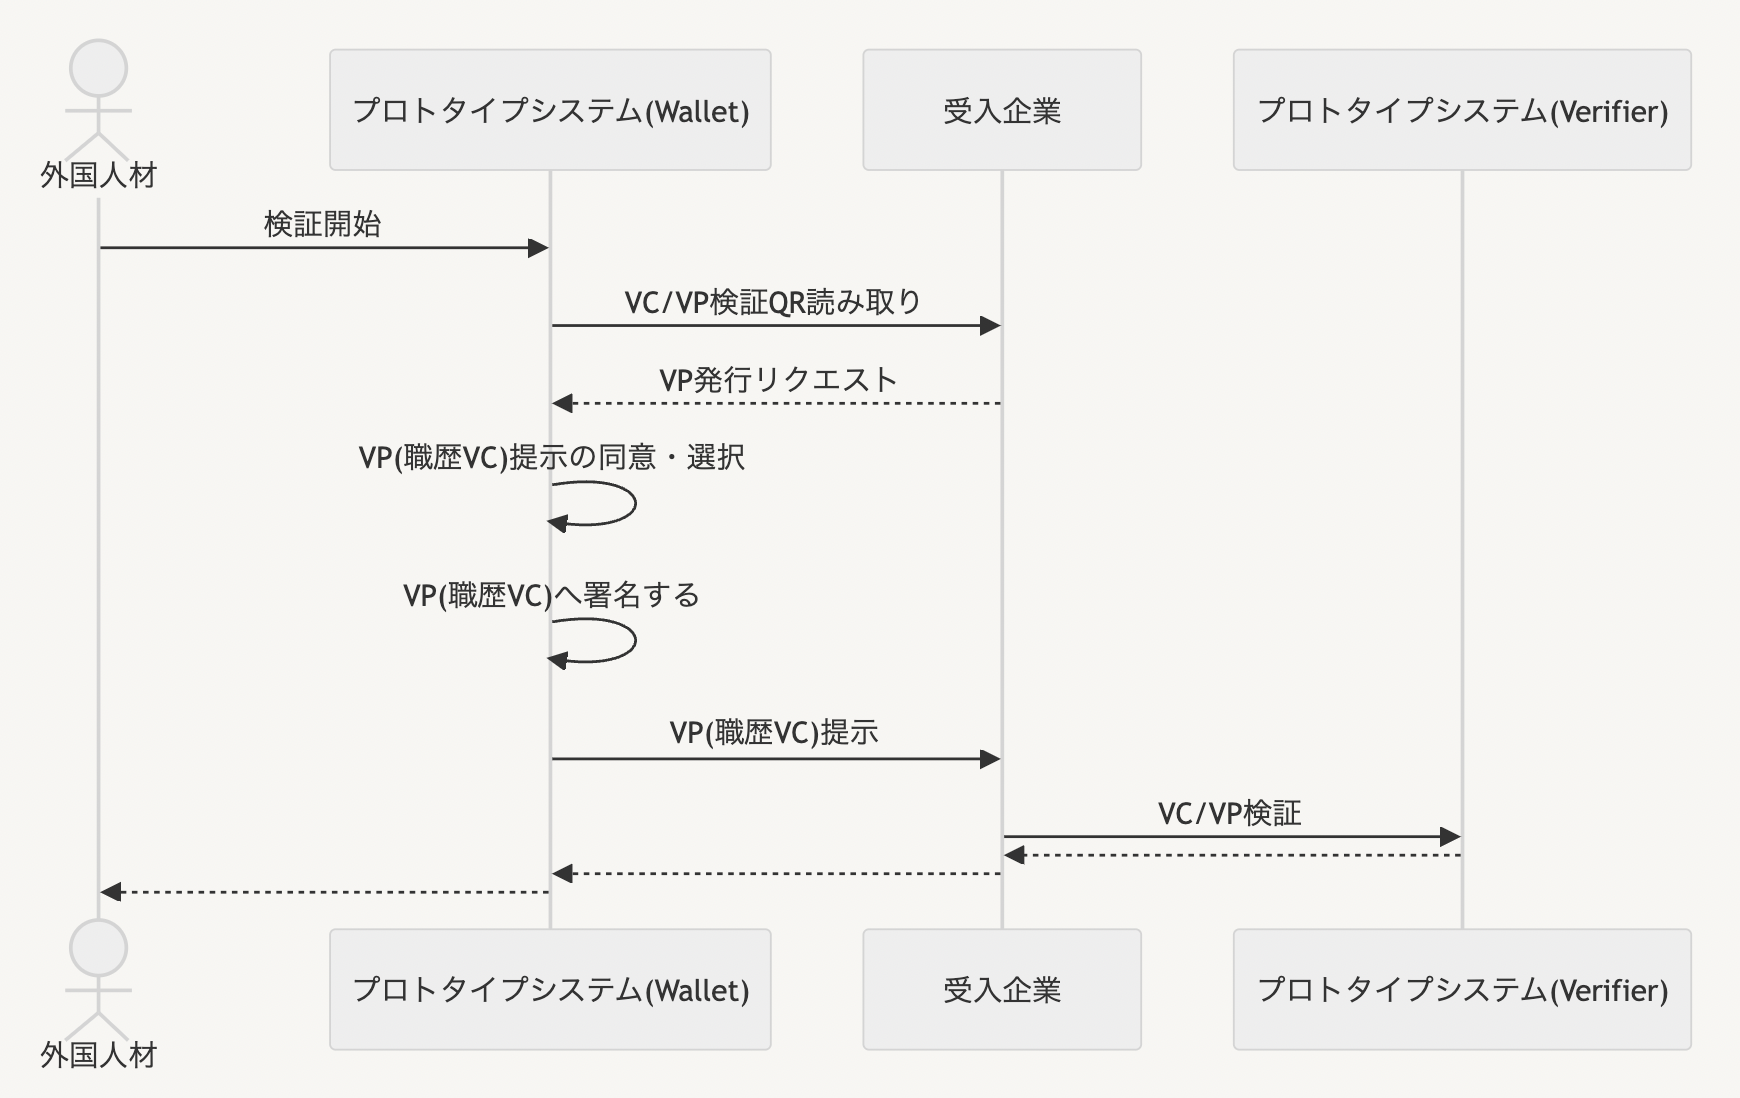 外国人材
プロトタイプシステム(Wallet)
受入企業
プロトタイプシステム(Verifier)
検証開始
VC/VP検証QR読み取り
VP発行リクエスト
VP(職歴VC)提示の同意・選択
VP(職歴VC)へ署名する
VP(職歴VC)提示
VC/VP検証
外国人材
プロトタイプシステム(Wallet)
受入企業
プロトタイプシステム(Verifier)